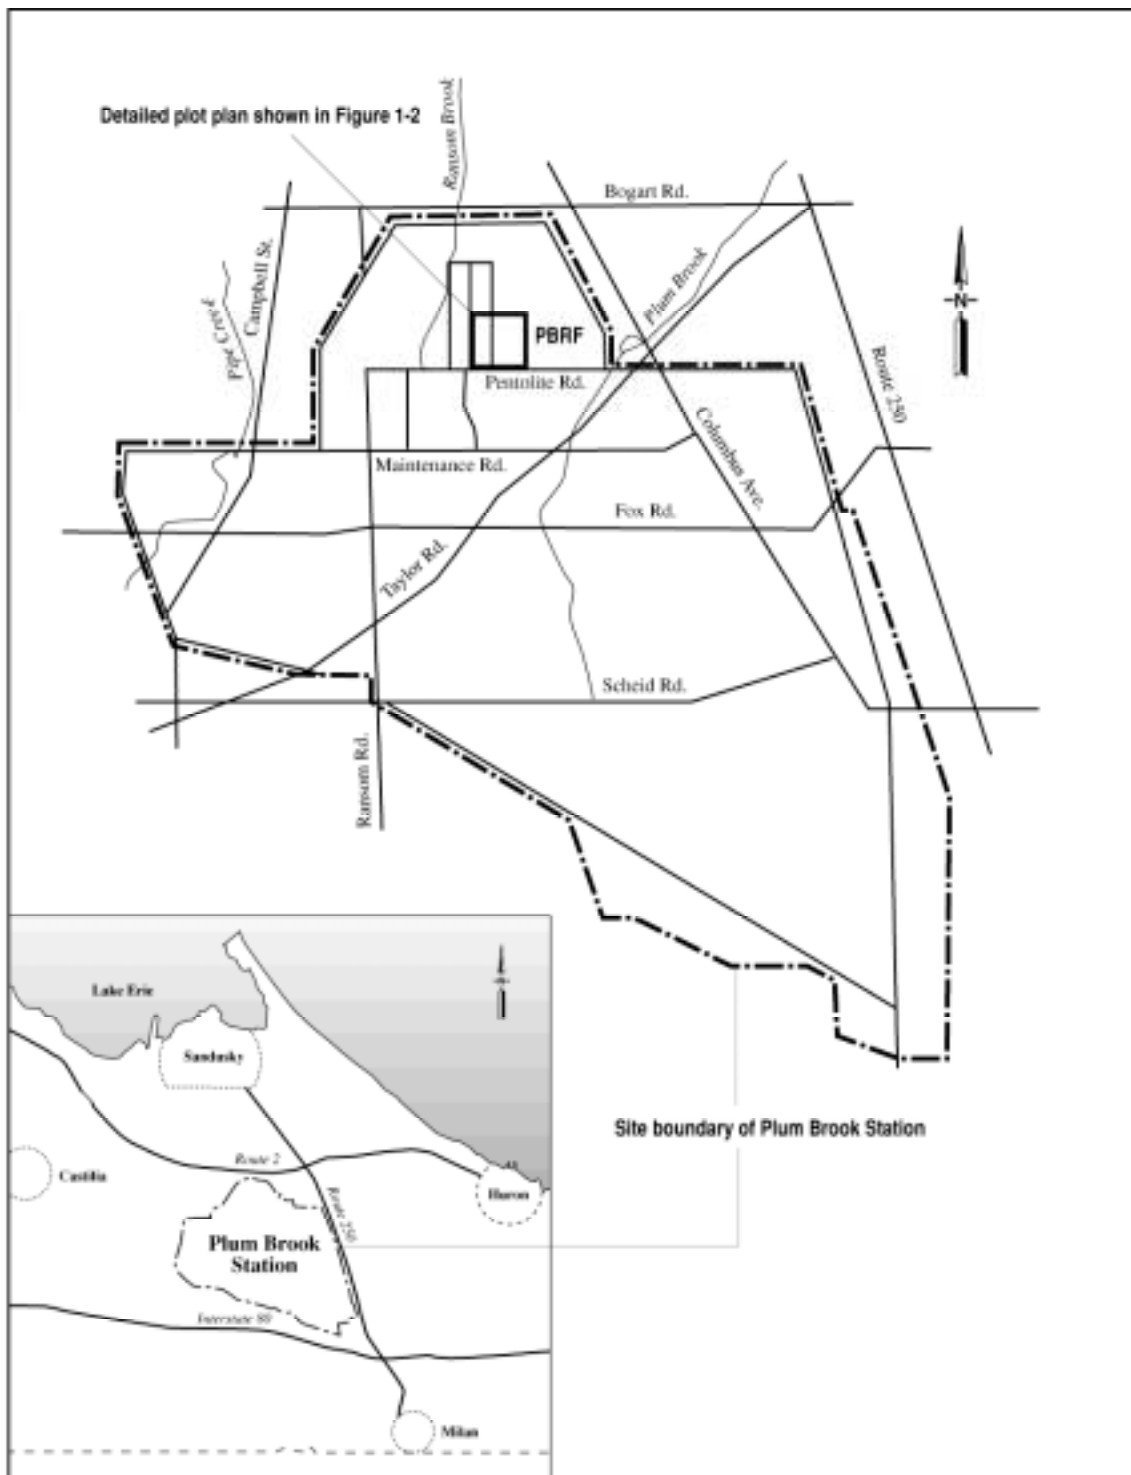 Detailed plot plan shown in Figure 1-2
Ransom Brook
Bogart Rd.
Campbell St.
Pipe Creek
Plum Brook
N
PBRF
Route 250
Pentolite Rd.
Columbus Ave.
Maintenance Rd.
Fox Rd.
Taylor Rd.
Scheid Rd.
Ransom Rd.
Site boundary of Plum Brook Station
Lake Erie
Sandusky
Route 2
Castilia
Huron
Route 250
Plum Brook
Station
Interstate 80
Milan